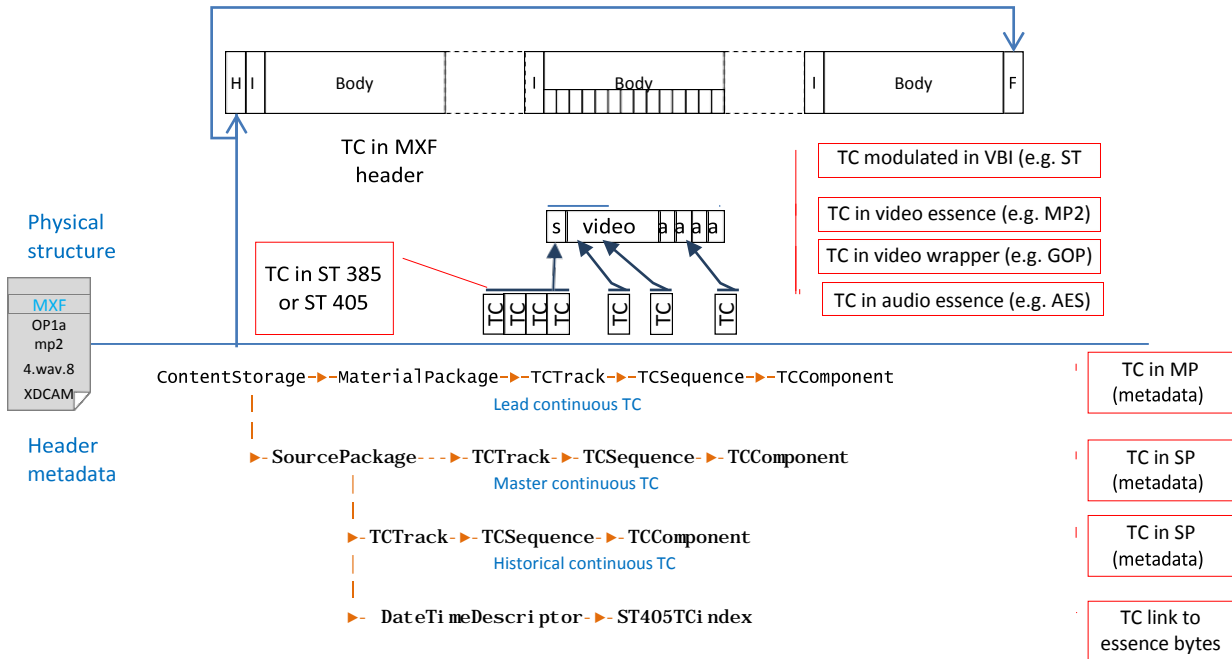 H I Body I Body I Body F
TC in MXF
header
TC modulated in VBI (e.g. ST
Physical
structure
TC in video essence (e.g. MP2)
s video a a a a
TC in ST 385
or ST 405
TC in video wrapper (e.g. GOP)
TC TC TC TC TC TC TC
TC in audio essence (e.g. AES)
MXF
OP1a
mp2
4.wav.8
XDCAM
ContentStorage MaterialPackage TCTrack TCSequence TCComponent
Lead continuous TC
TC in MP
(metadata)
Header
metadata
SourcePackage TCTrack TCSequence TCComponent
Master continuous TC
TC in SP
(metadata)
TCTrack TCSequence TCComponent
Historical continuous TC
TC in SP
(metadata)
DateTimeDescriptor ST405TCindex
TC link to
essence bytes